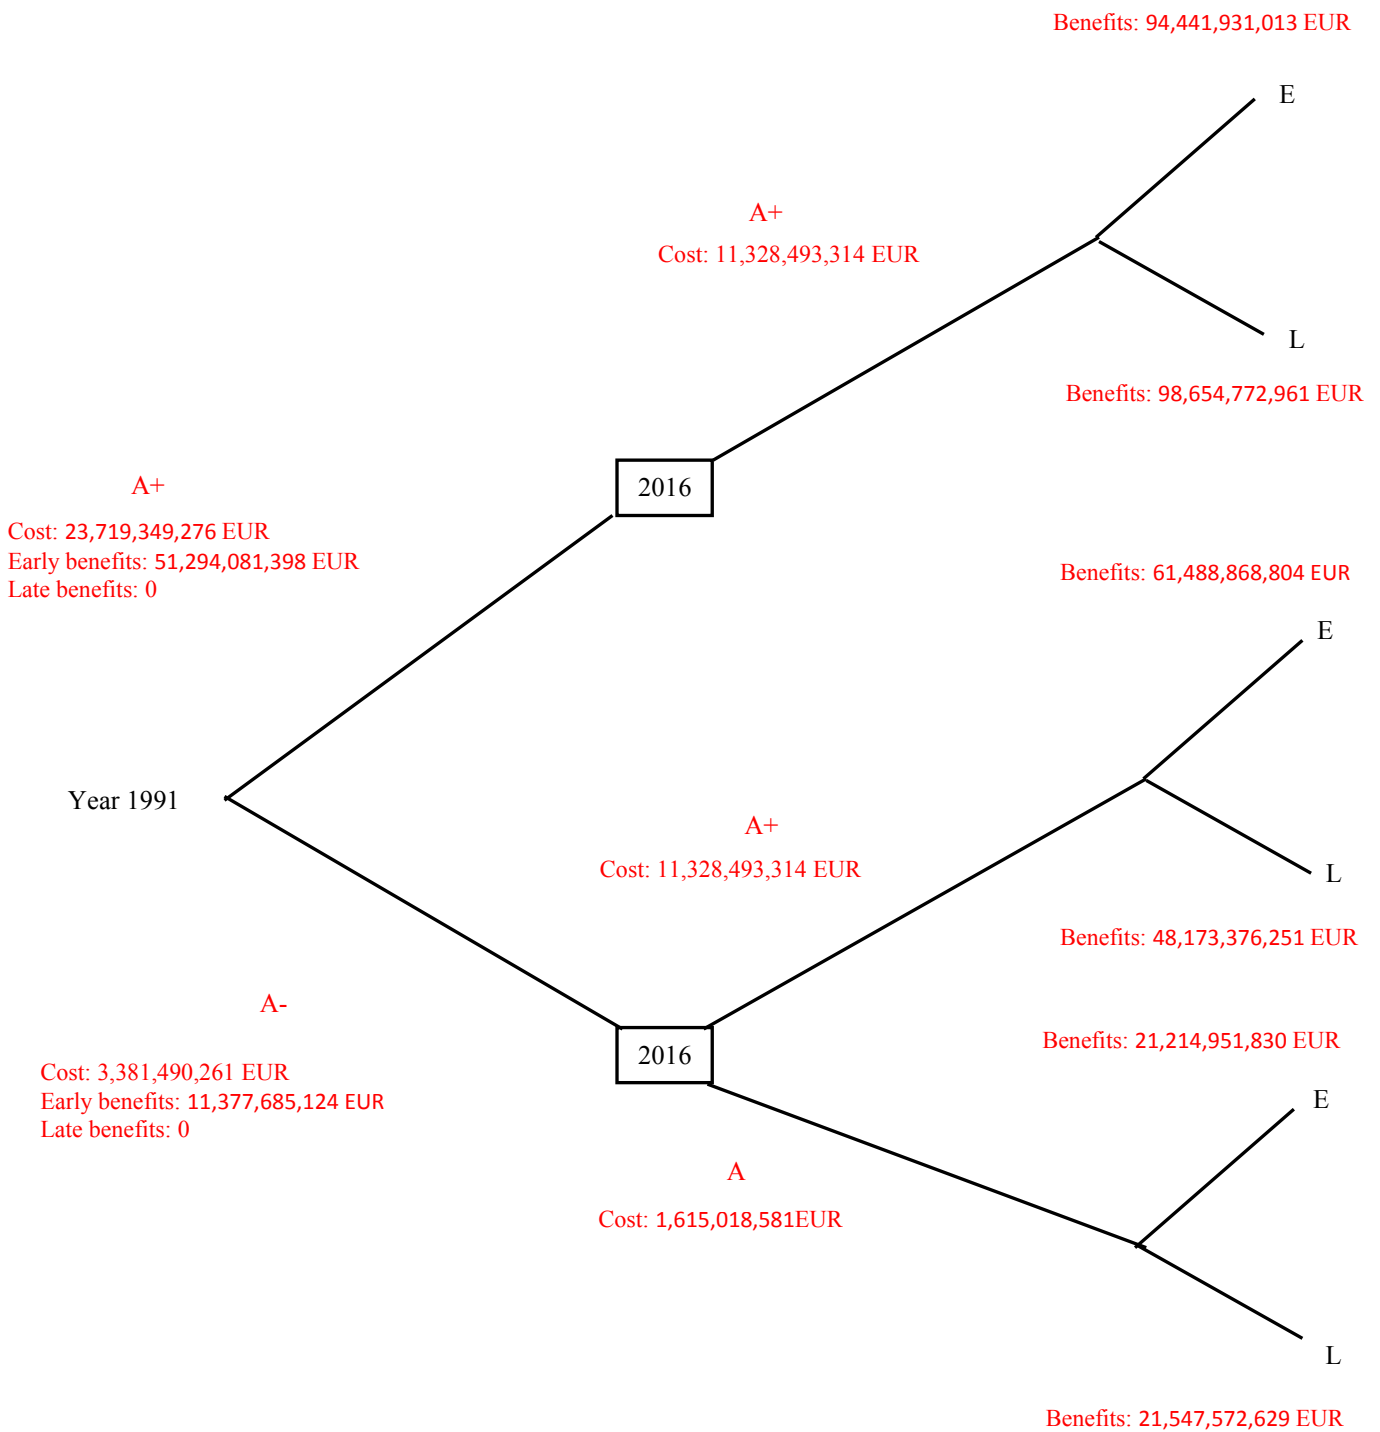 Benefits: 94,441,931,013 EUR
E
A+
Cost: 11,328,493,314 EUR
L
Benefits: 98,654,772,961 EUR
A+
2016
Cost: 23,719,349,276 EUR
Early benefits: 51,294,081,398 EUR
Late benefits: 0
Benefits: 61,488,868,804 EUR
E
Year 1991
A+
Cost: 11,328,493,314 EUR
L
Benefits: 48,173,376,251 EUR
A-
2016
Benefits: 21,214,951,830 EUR
Cost: 3,381,490,261 EUR
Early benefits: 11,377,685,124 EUR
Late benefits: 0
E
A
Cost: 1,615,018,581EUR
L
Benefits: 21,547,572,629 EUR